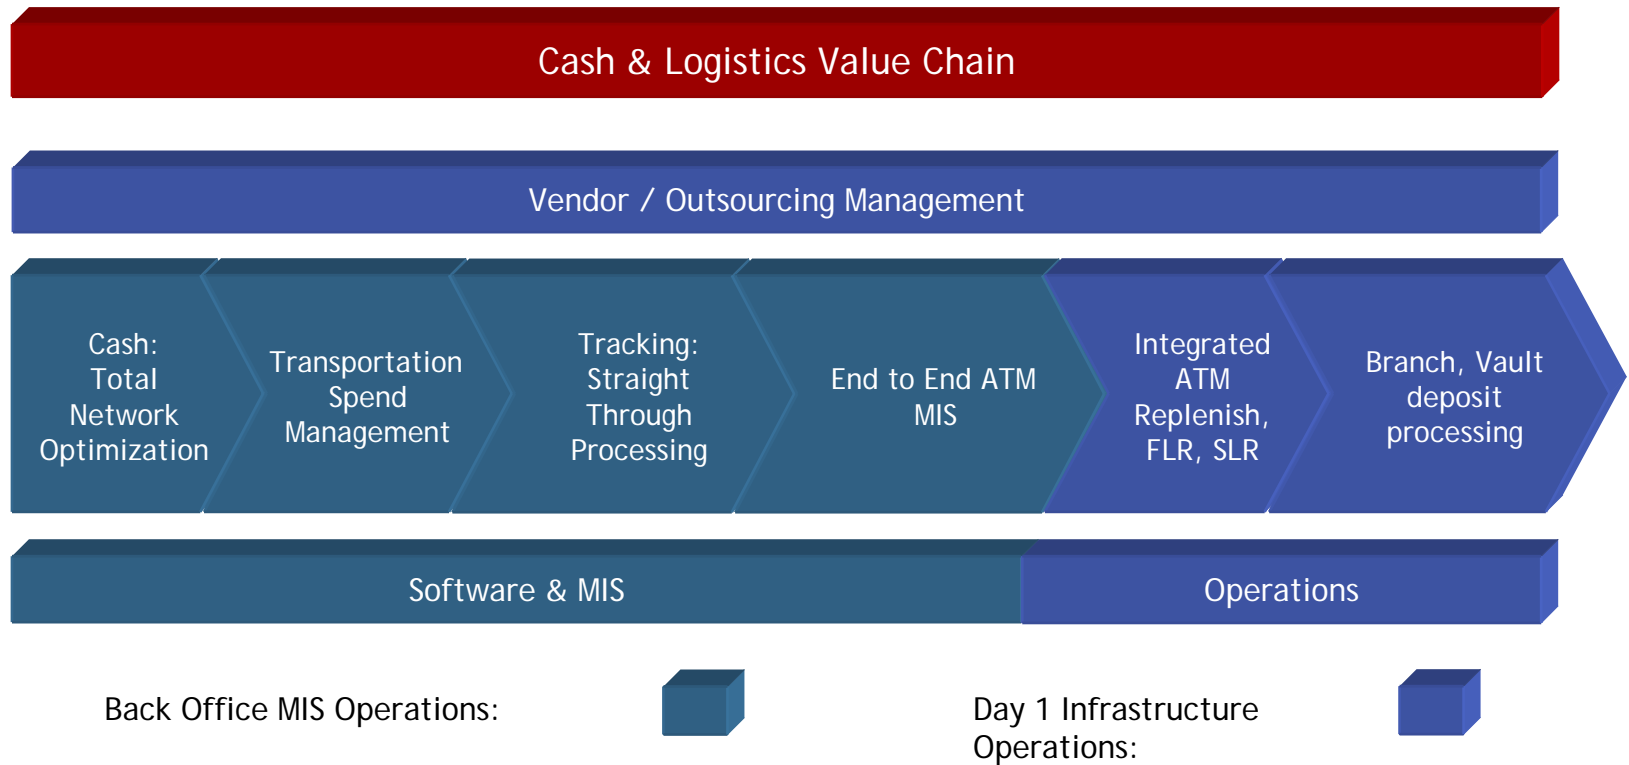 Cash & Logistics Value Chain
Vendor / Outsourcing Management
Cash:
Total
Network
Optimization
Transportation
Spend
Management
Tracking:
Straight
Through
Processing
End to End ATM
MIS
Integrated
ATM
Replenish,
FLR, SLR
Branch, Vault
deposit
processing
Software & MIS
Operations
Back Office MIS Operations:
Day 1 Infrastructure
Operations: